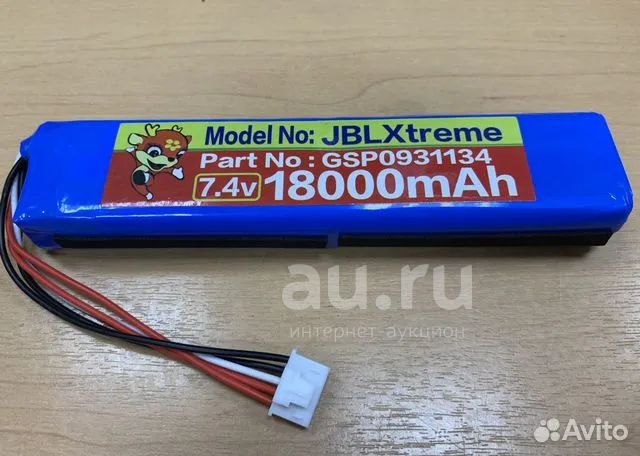 Model No: JBLXtreme
Part No : GSP0931134
7.4v 18000mAh
au.ru
интернет-аукцион
Avito